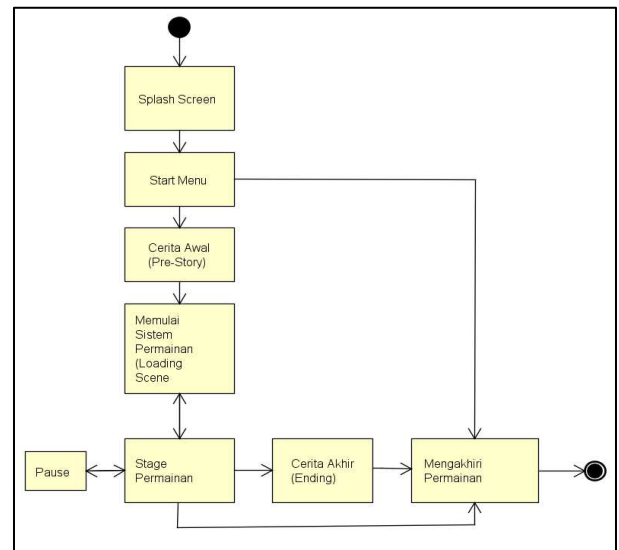 Splash Screen
Start Menu
Cerita Awal
(Pre-Story)
Memulai
Sistem
Permainan
(Loading
Scene
Pause
Stage
Permainan
Cerita Akhir
(Ending)
Mengakhiri
Permainan